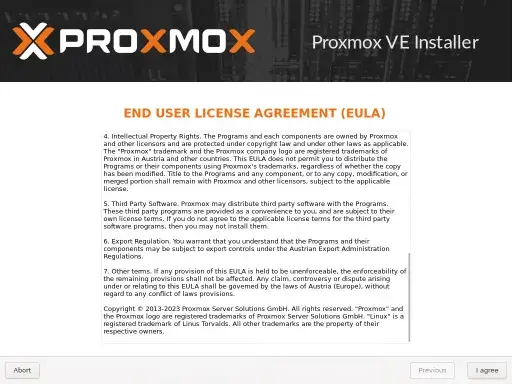 PROXMOX
Proxmox VE Installer
END USER LICENSE AGREEMENT (EULA)
4. Intellectual Property Rights. The Programs and each components are owned by Proxmox
and other licensors and are protected under copyright law and under other laws as applicable.
The "Proxmox" trademark and the Proxmox company logo are registered trademarks of
Proxmox in Austria and other countries. This EULA does not permit you to distribute the
Programs or their components using Proxmox's trademarks, regardless of whether the copy
has been modified. Title to the Programs and any component, or to any copy, modification, or
merged portion shall remain with Proxmox and other licensors, subject to the applicable
license.
5. Third Party Software. Proxmox may distribute third party software with the Programs.
These third party programs are provided as a convenience to you, and are subject to their
own license terms. If you do not agree to the applicable license terms for the third party
software programs, then you may not install them.
6. Export Regulation. You warrant that you understand that the Programs and their
components may be subject to export controls under the Austrian Export Administration
Regulations.
7. Other terms. If any provision of this EULA is held to be unenforceable, the enforceability of
the remaining provisions shall not be affected. Any claim, controversy or dispute arising
under or relating to this EULA shall be governed by the laws of Austria (Europe), without
regard to any conflict of laws provisions.
Copyright © 2013-2023 Proxmox Server Solutions GmbH. All rights reserved. "Proxmox" and
the Proxmox logo are registered trademarks of Proxmox Server Solutions GmbH. "Linux" is a
registered trademark of Linus Torvalds. All other trademarks are the property of their
respective owners.
Abort
Previous
I agree